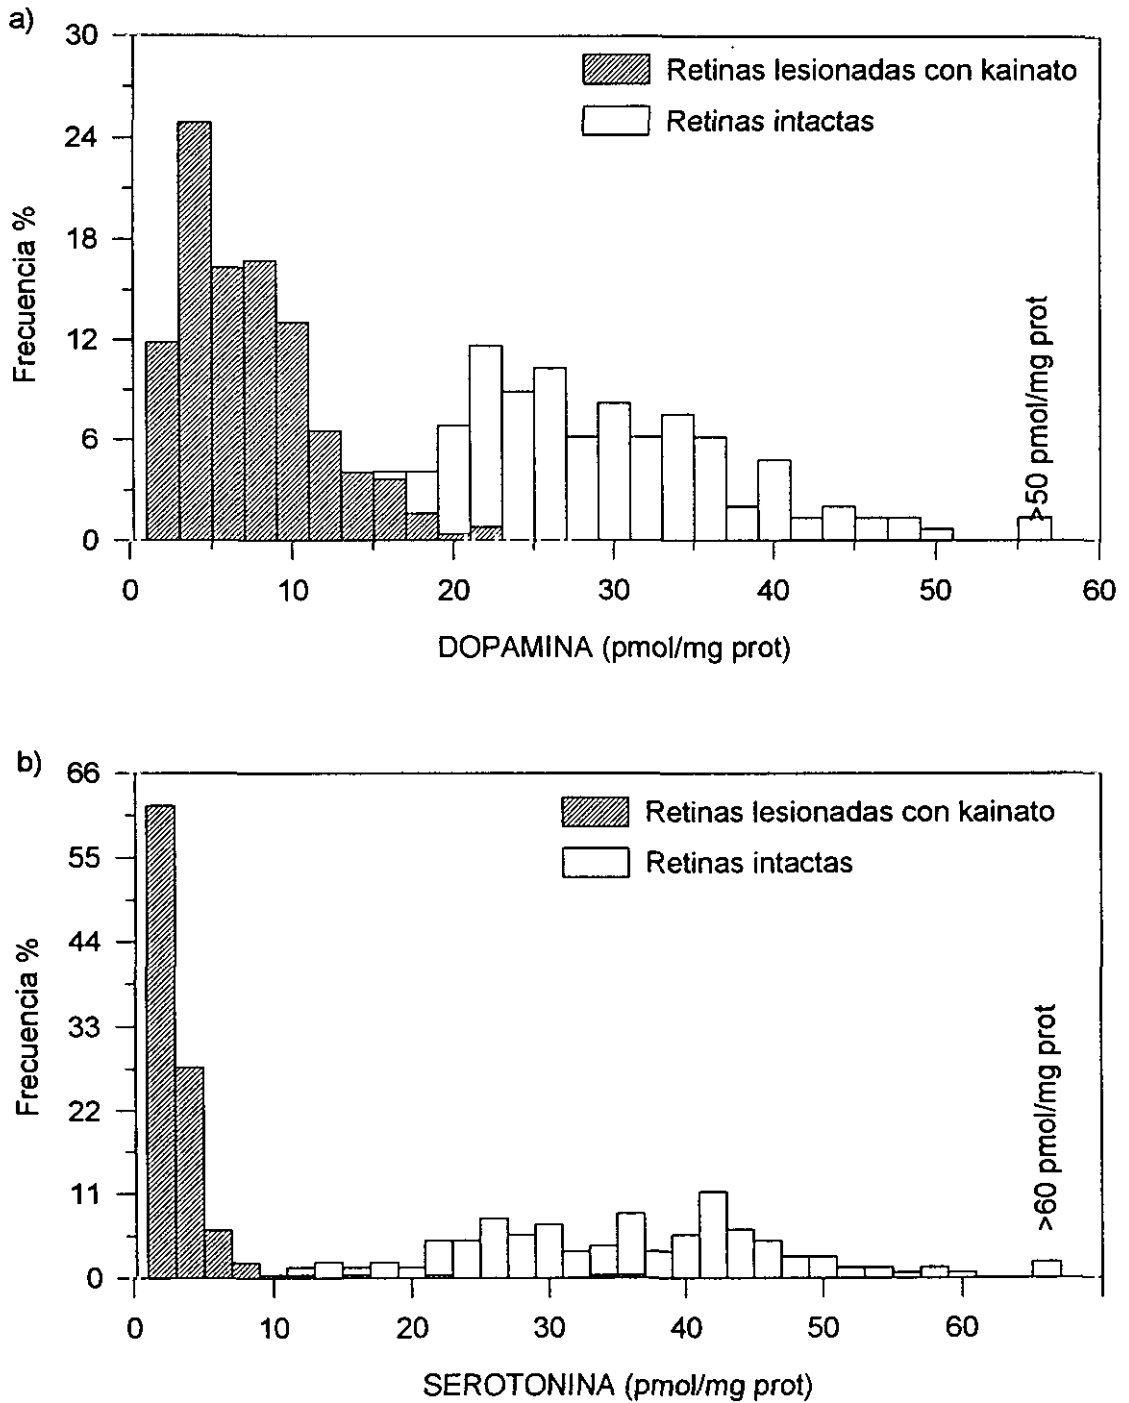 a)
30
24
18
12
6
0
Frecuencia %
Retinas lesionadas con kainato
Retinas intactas
>50 pmol/mg prot
0 10 20 30 40 50 60
DOPAMINA (pmol/mg prot)
b)
66
55
44
33
22
11
0
Frecuencia %
Retinas lesionadas con kainato
Retinas intactas
>60 pmol/mg prot
0 10 20 30 40 50 60
SEROTONINA (pmol/mg prot)